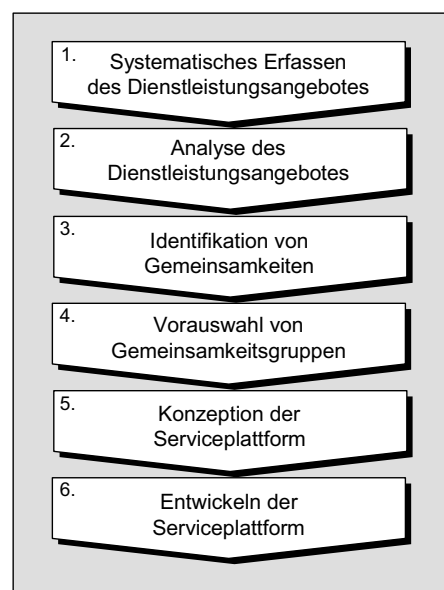 1.
Systematisches Erfassen
des Dienstleistungsangebotes
2.
Analyse des
Dienstleistungsangebotes
3.
Identifikation von
Gemeinsamkeiten
4.
Vorauswahl von
Gemeinsamkeitsgruppen
5.
Konzeption der
Serviceplattform
6.
Entwickeln der
Serviceplattform